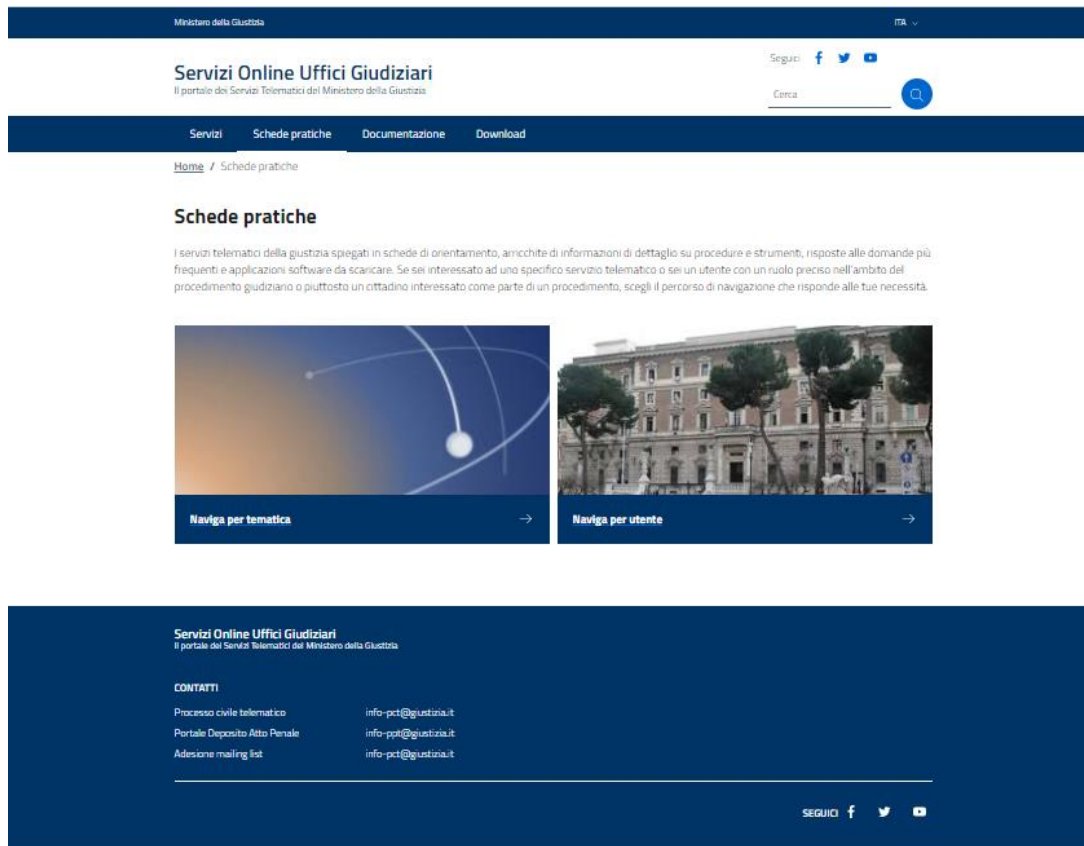 Ministero della Giustizia
ITA
Servizi Online Uffici Giudiziari
Il portale dei Servizi Telematici del Ministero della Giustizia
Seguici
Cerca
Servizi Schede pratiche Documentazione Download
Home / Schede pratiche
Schede pratiche
I servizi telematici della giustizia spiegati in schede di orientamento, arricchite di informazioni di dettaglio su procedure e strumenti, risposte alle domande più
frequenti e applicazioni software da scaricare. Se sei interessato ad uno specifico servizio telematico o sei un utente con un ruolo preciso nell'ambito del
procedimento giudiziario o piuttosto un cittadino interessato come parte di un procedimento, scegli il percorso di navigazione che risponde alle tue necessità.
Naviga per tematica
Naviga per utente
Servizi Online Uffici Giudiziari
Il portale dei Servizi Telematici del Ministero della Giustizia
CONTATTI
Processo civile telematico info-pct@giustizia.it
Portale Deposito Atto Penale info-ppt@giustizia.it
Adesione mailing list info-pct@giustizia.it
SEGUICI